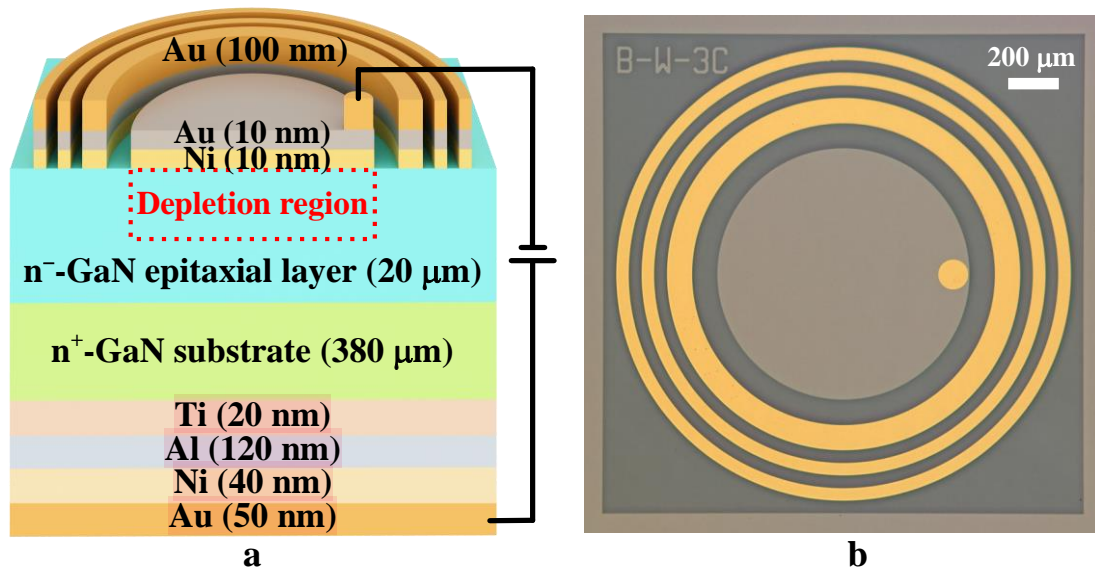 Au (100 nm)
Au (10 nm)
Ni (10 nm)
Depletion region
n⁻-GaN epitaxial layer (20 μm)
n⁺-GaN substrate (380 μm)
Ti (20 nm)
Al (120 nm)
Ni (40 nm)
Au (50 nm)
a
B-W-3C
200 μm
b